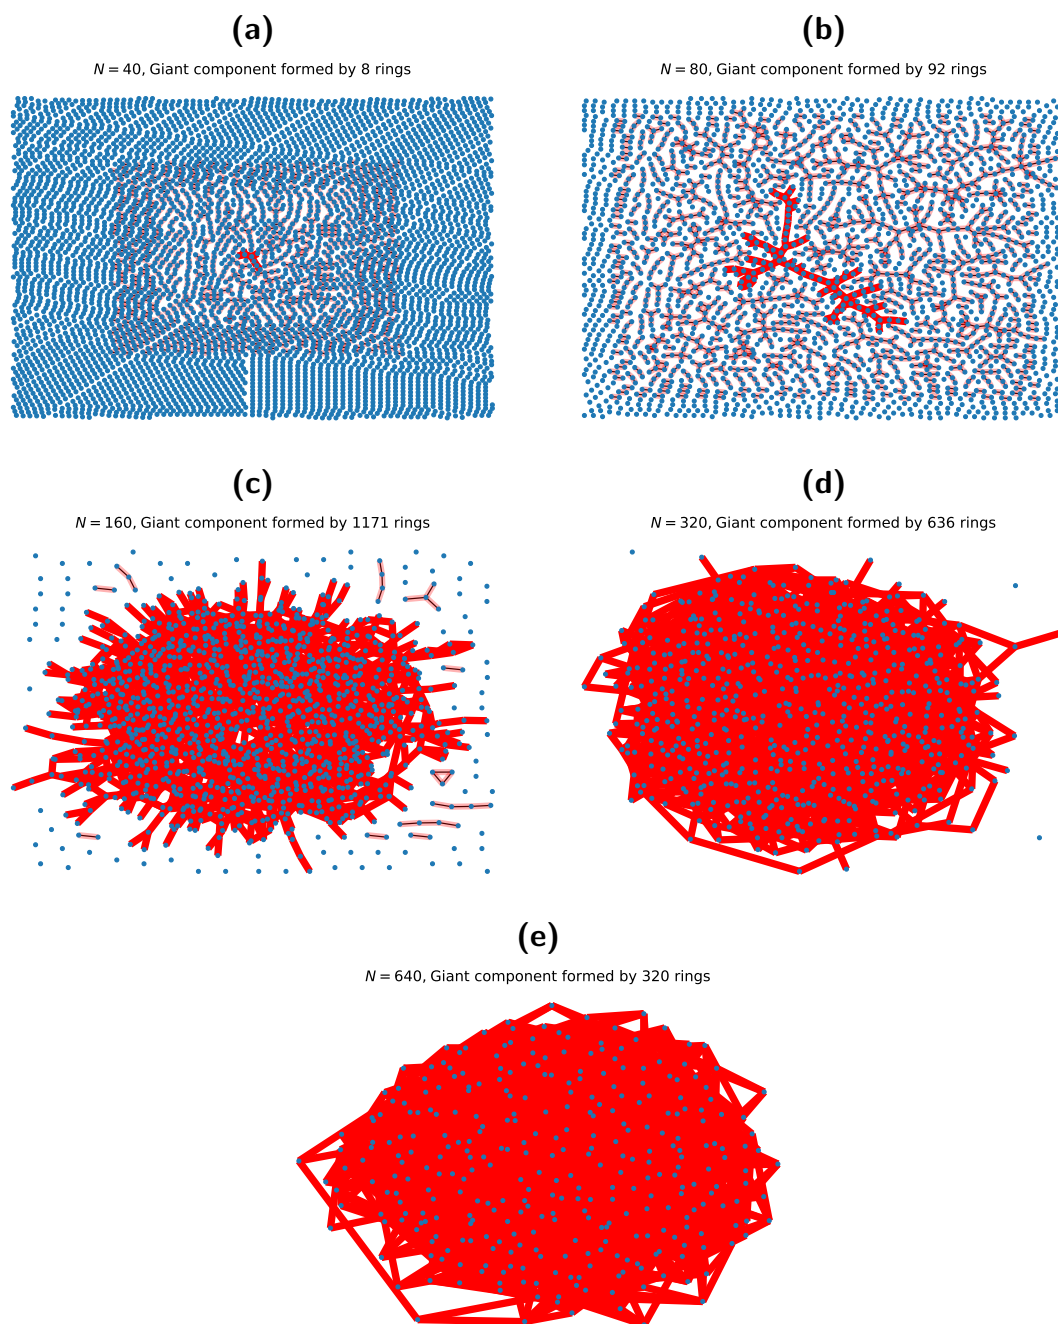 (a)
N = 40, Giant component formed by 8 rings
(b)
N = 80, Giant component formed by 92 rings
(c)
N = 160, Giant component formed by 1171 rings
(d)
N = 320, Giant component formed by 636 rings
(e)
N = 640, Giant component formed by 320 rings